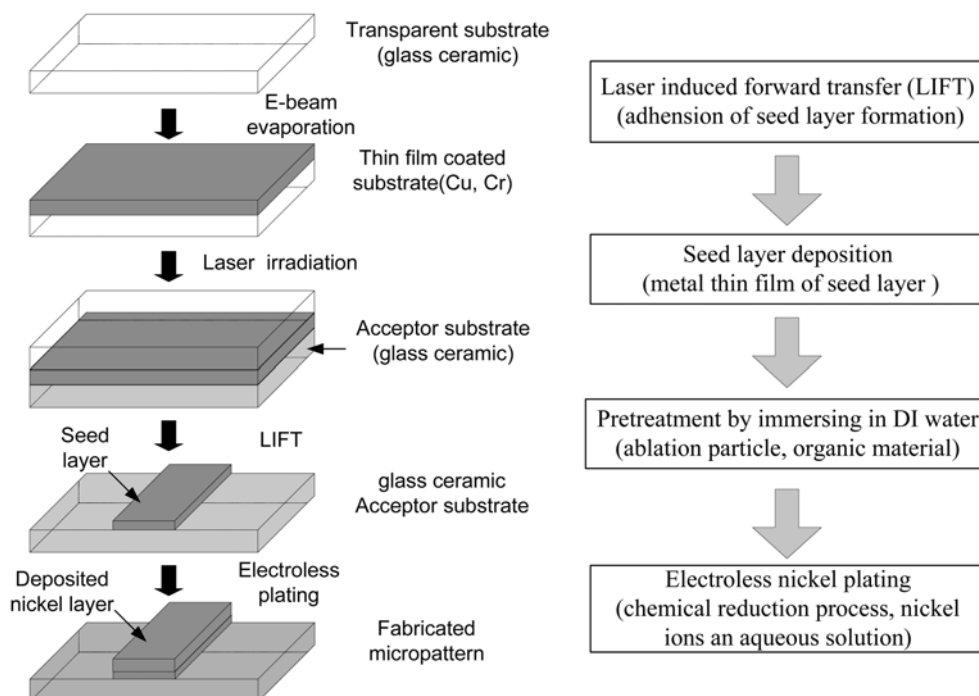 Transparent substrate
(glass ceramic)
E-beam
evaporation
Thin film coated
substrate(Cu, Cr)
Laser irradiation
Acceptor substrate
(glass ceramic)
Seed
layer
LIFT
glass ceramic
Acceptor substrate
Deposited
nickel layer
Electroless
plating
Fabricated
micropattern
Laser induced forward transfer (LIFT)
(adhension of seed layer formation)
Seed layer deposition
(metal thin film of seed layer )
Pretreatment by immersing in DI water
(ablation particle, organic material)
Electroless nickel plating
(chemical reduction process, nickel
ions an aqueous solution)